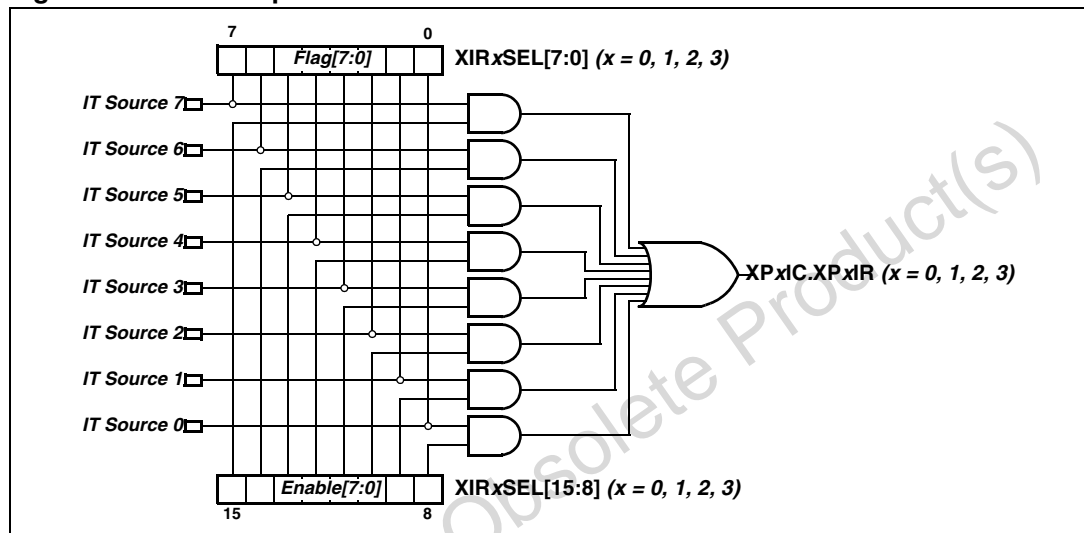 7 0
Flag[7:0] XIRxSEL[7:0] (x = 0, 1, 2, 3)
IT Source 7
IT Source 6
IT Source 5
IT Source 4
IT Source 3
IT Source 2
IT Source 1
IT Source 0
XPxIC.XPxIR (x = 0, 1, 2, 3)
Enable[7:0] XIRxSEL[15:8] (x = 0, 1, 2, 3)
15 8
Obsolete Product(s)